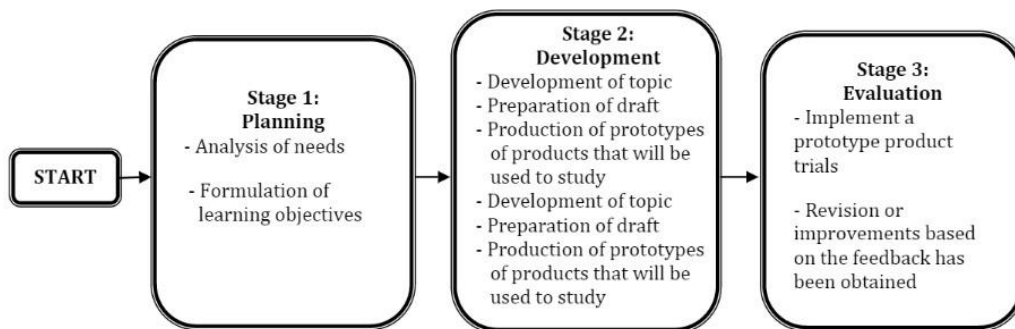 START
Stage 1:
Planning
- Analysis of needs
- Formulation of
learning objectives
Stage 2:
Development
- Development of topic
- Preparation of draft
- Production of prototypes
of products that will be
used to study
- Development of topic
- Preparation of draft
- Production of prototypes
of products that will be
used to study
Stage 3:
Evaluation
- Implement a
prototype product
trials
- Revision or
improvements based
on the feedback has
been obtained